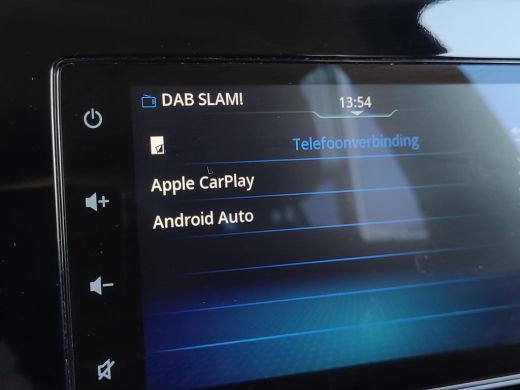 DAB SLAM!
13:54
Telefoonverbinding
Apple CarPlay
Android Auto